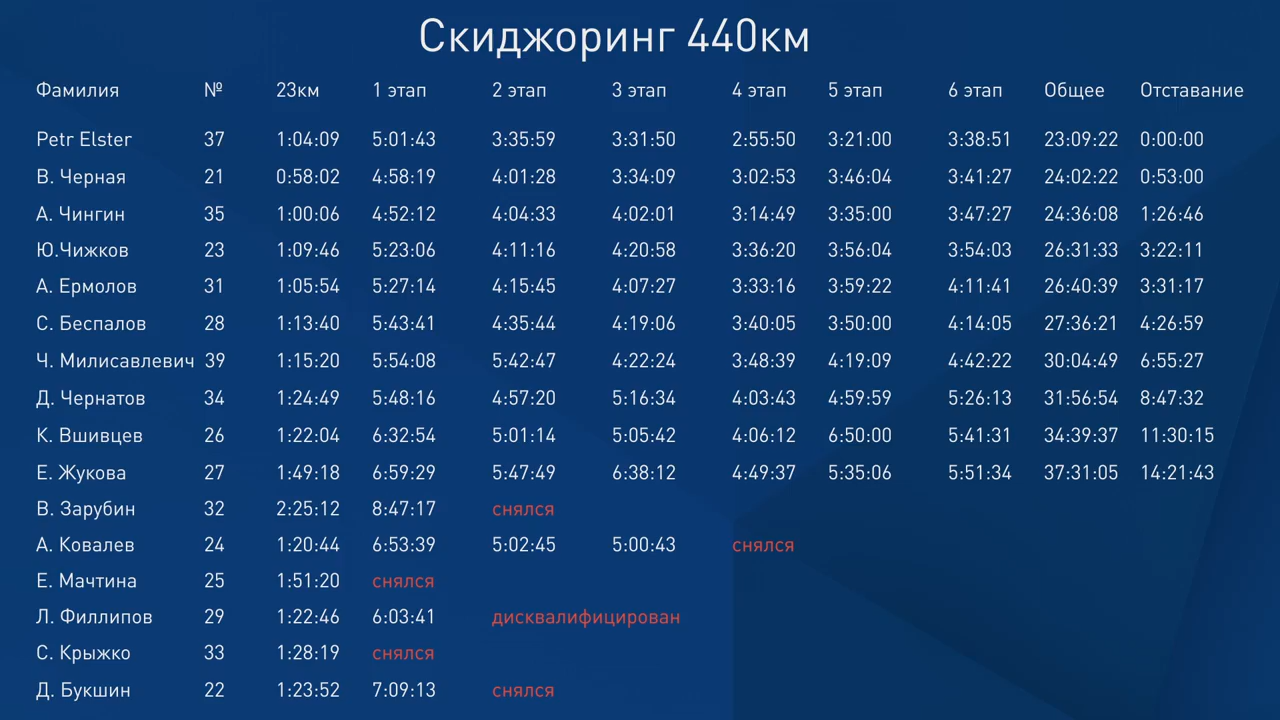 Скиджоринг 440км
Фамилия № 23км 1 этап 2 этап 3 этап 4 этап 5 этап 6 этап Общее Отставание
Petr Elster 37 1:04:09 5:01:43 3:35:59 3:31:50 2:55:50 3:21:00 3:38:51 23:09:22 0:00:00
В. Черная 21 0:58:02 4:58:19 4:01:28 3:34:09 3:02:53 3:46:04 3:41:27 24:02:22 0:53:00
А. Чингин 35 1:00:06 4:52:12 4:04:33 4:02:01 3:14:49 3:35:00 3:47:27 24:36:08 1:26:46
Ю.Чижков 23 1:09:46 5:23:06 4:11:16 4:20:58 3:36:20 3:56:04 3:54:03 26:31:33 3:22:11
А. Ермолов 31 1:05:54 5:27:14 4:15:45 4:07:27 3:33:16 3:59:22 4:11:41 26:40:39 3:31:17
С. Беспалов 28 1:13:40 5:43:41 4:35:44 4:19:06 3:40:05 3:50:00 4:14:05 27:36:21 4:26:59
Ч. Милисавлевич 39 1:15:20 5:54:08 5:42:47 4:22:24 3:48:39 4:19:09 4:42:22 30:04:49 6:55:27
Д. Чернатов 34 1:24:49 5:48:16 4:57:20 5:16:34 4:03:43 4:59:59 5:26:13 31:56:54 8:47:32
К. Вшивцев 26 1:22:04 6:32:54 5:01:14 5:05:42 4:06:12 6:50:00 5:41:31 34:39:37 11:30:15
Е. Жукова 27 1:49:18 6:59:29 5:47:49 6:38:12 4:49:37 5:35:06 5:51:34 37:31:05 14:21:43
В. Зарубин 32 2:25:12 8:47:17 снялся
А. Ковалев 24 1:20:44 6:53:39 5:02:45 5:00:43 снялся
Е. Мачтина 25 1:51:20 снялся
Л. Филлипов 29 1:22:46 6:03:41 дисквалифицирован
С. Крыжко 33 1:28:19 снялся
Д. Букшин 22 1:23:52 7:09:13 снялся